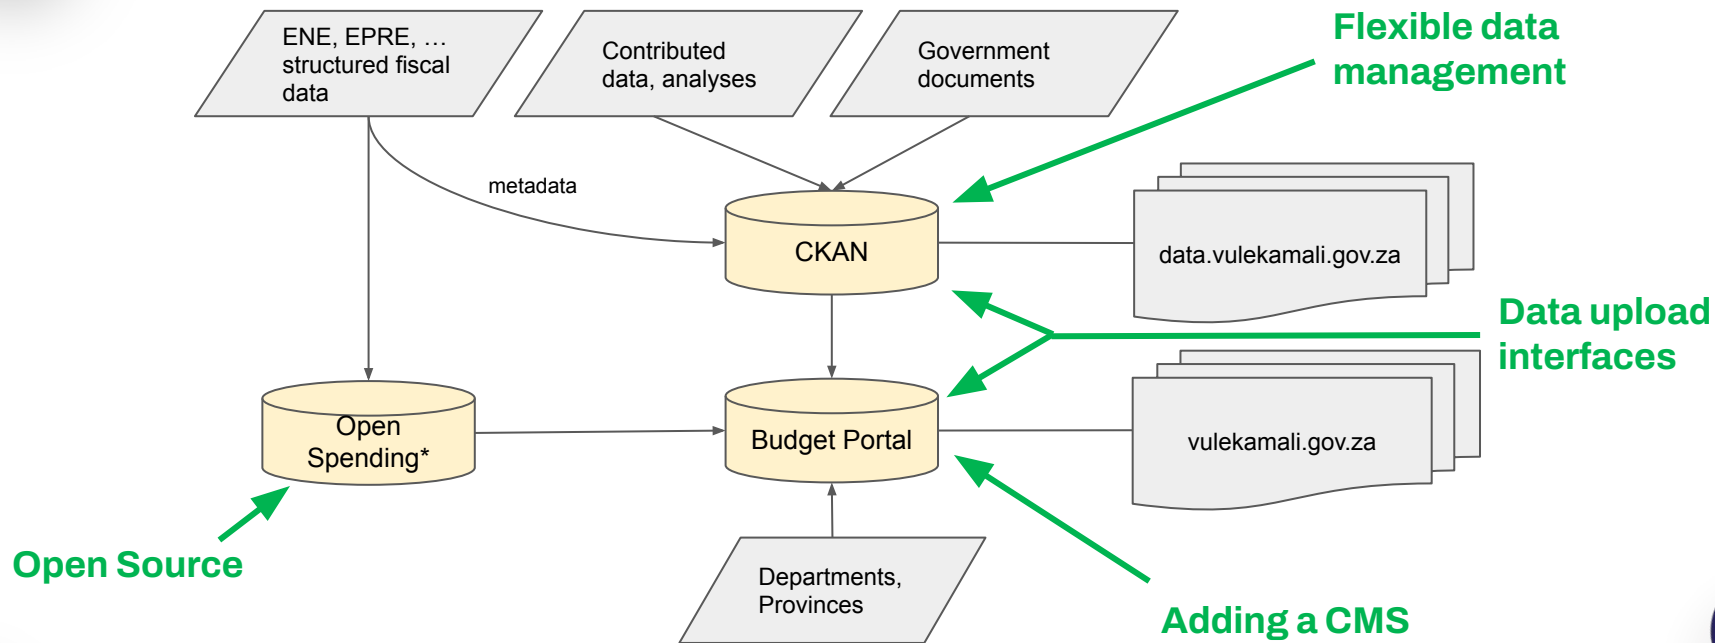 ENE, EPRE, …
structured fiscal
data
Contributed
data, analyses
Government
documents
Flexible data
management
metadata
CKAN
data.vulekamali.gov.za
Data upload
interfaces
Open
Spending*
Budget Portal
vulekamali.gov.za
Open Source
Departments,
Provinces
Adding a CMS